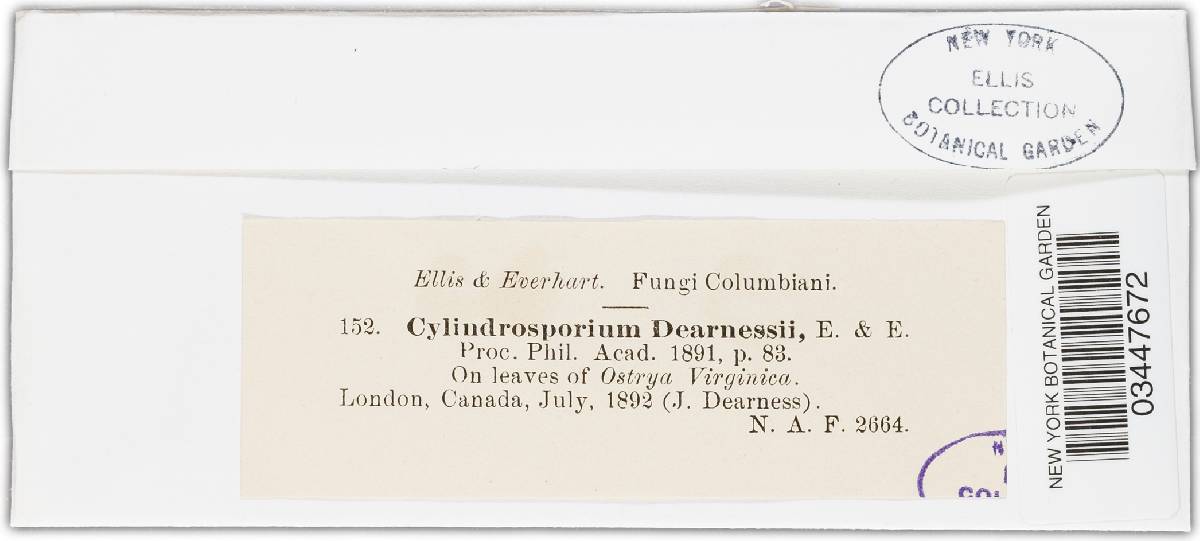 NEW YORK
ELLIS
COLLECTION
BOTANICAL GARDEN
Ellis & Everhart. Fungi Columbiani.
152. Cylindrosporium Dearnessii, E. & E.
Proc. Phil. Acad. 1891, p. 83.
On leaves of Ostrya Virginica.
London, Canada, July, 1892 (J. Dearness).
N. A. F. 2664.
NEW YORK BOTANICAL GARDEN
03447672